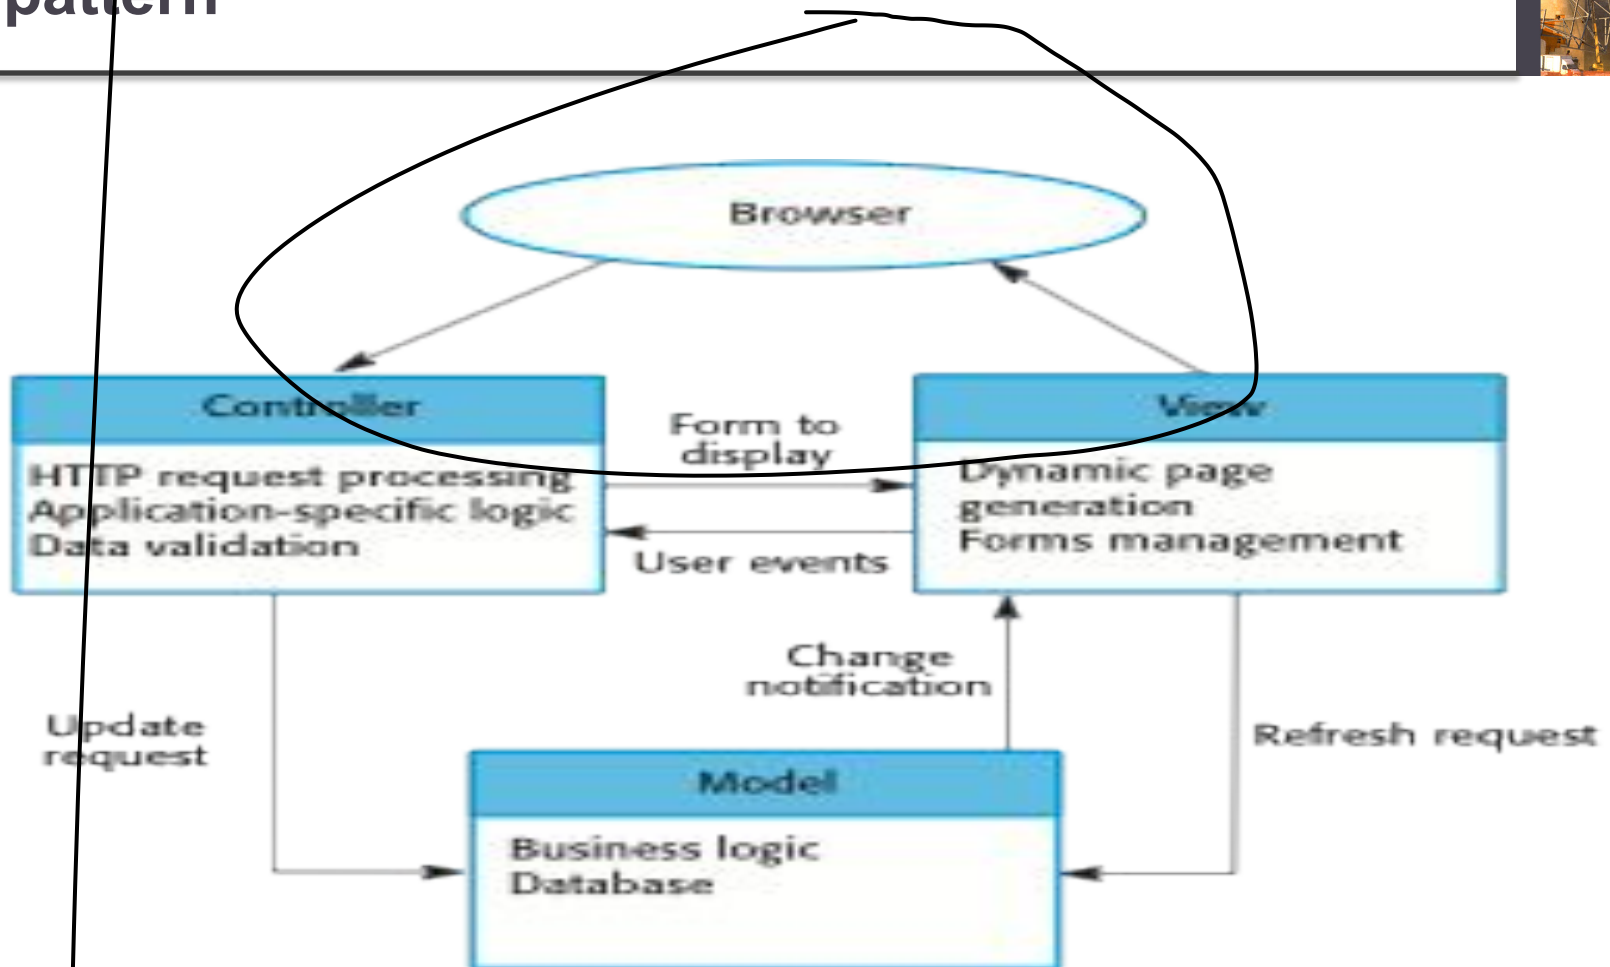 pattern
Browser
Controller
HTTP request processing
Application-specific logic
Data validation
Form to
display
User events
View
Dynamic page
generation
Forms management
Change
notification
Update
request
Refresh request
Model
Business logic
Database